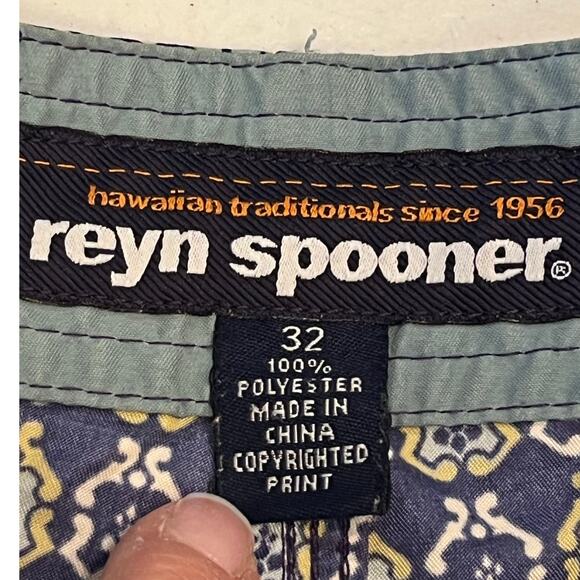 hawaiian traditionals since 1956
reyn spooner®
32
100%
POLYESTER
MADE IN
CHINA
COPYRIGHTED
PRINT